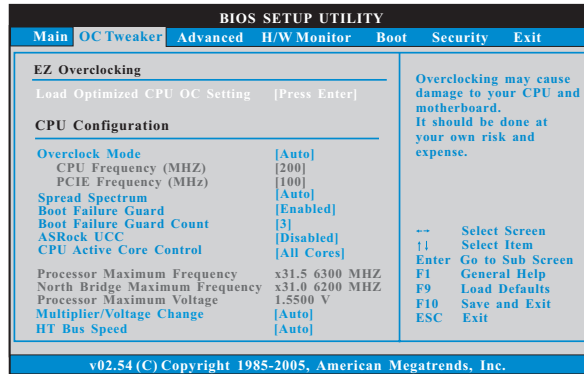 BIOS SETUP UTILITY
Main OC Tweaker Advanced H/W Monitor Boot Security Exit
EZ Overclocking
Load Optimized CPU OC Setting [Press Enter]
CPU Configuration
Overclock Mode [Auto]
CPU Frequency (MHZ) [200]
PCIE Frequency (MHz) [100]
Spread Spectrum [Auto]
Boot Failure Guard [Enabled]
Boot Failure Guard Count [3]
ASRock UCC [Disabled]
CPU Active Core Control [All Cores]
Processor Maximum Frequency x31.5 6300 MHZ
North Bridge Maximum Frequency x31.0 6200 MHZ
Processor Maximum Voltage 1.5500 V
Multiplier/Voltage Change [Auto]
HT Bus Speed [Auto]
Overclocking may cause
damage to your CPU and
motherboard.
It should be done at
your own risk and
expense.
←→ Select Screen
↑↓ Select Item
Enter Go to Sub Screen
F1 General Help
F9 Load Defaults
F10 Save and Exit
ESC Exit
v02.54 (C) Copyright 1985-2005, American Megatrends, Inc.